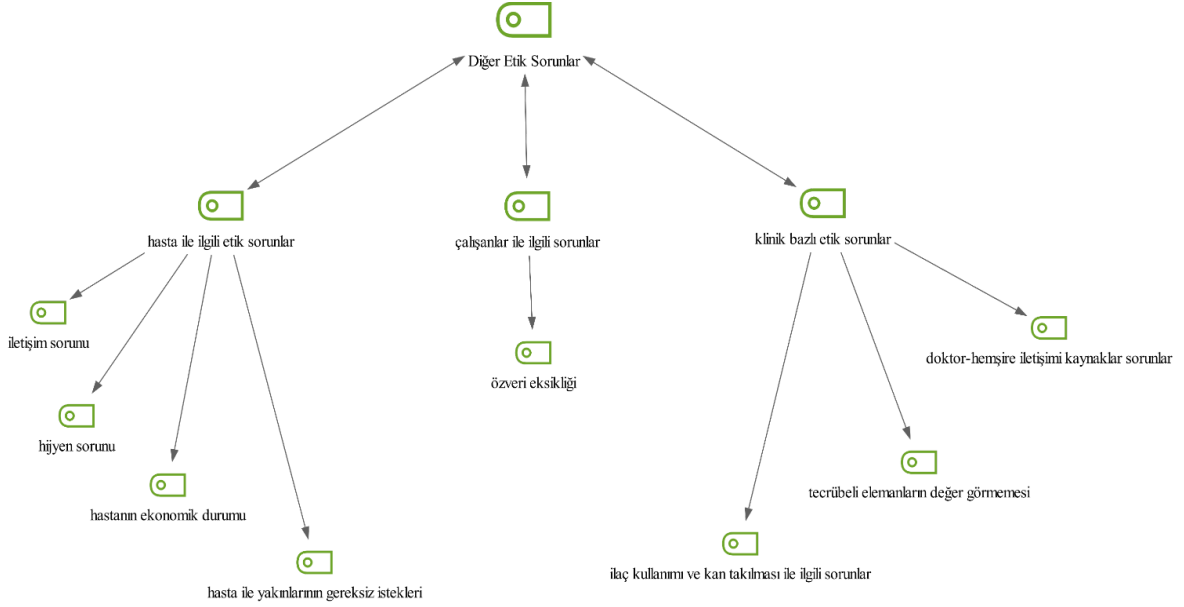 Diğer Etik Sorunlar
hasta ile ilgili etik sorunlar
çalışanlar ile ilgili sorunlar
klinik bazlı etik sorunlar
iletişim sorunu
hijyen sorunu
hastanın ekonomik durumu
hasta ile yakınlarının gereksiz istekleri
özveri eksikliği
doktor-hemşire iletişimi kaynaklar sorunlar
tecrübeli elemanların değer görmemesi
ilaç kullanımı ve kan takılması ile ilgili sorunlar